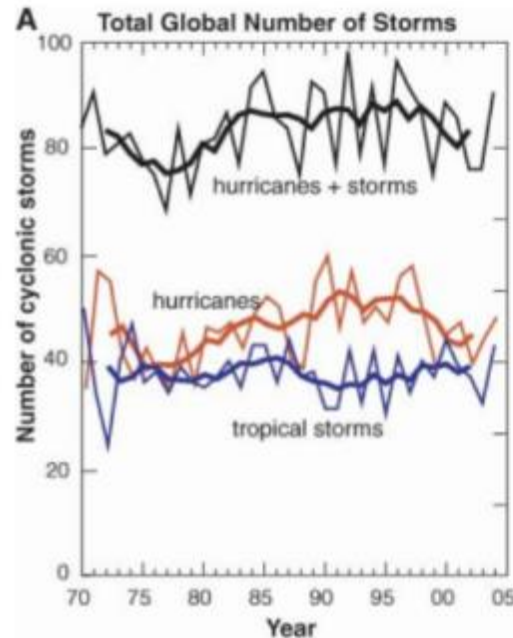 A Total Global Number of Storms
Number of cyclonic storms
100
80
60
40
20
0
hurricanes + storms
hurricanes
tropical storms
70 75 80 85 90 95 00 05
Year